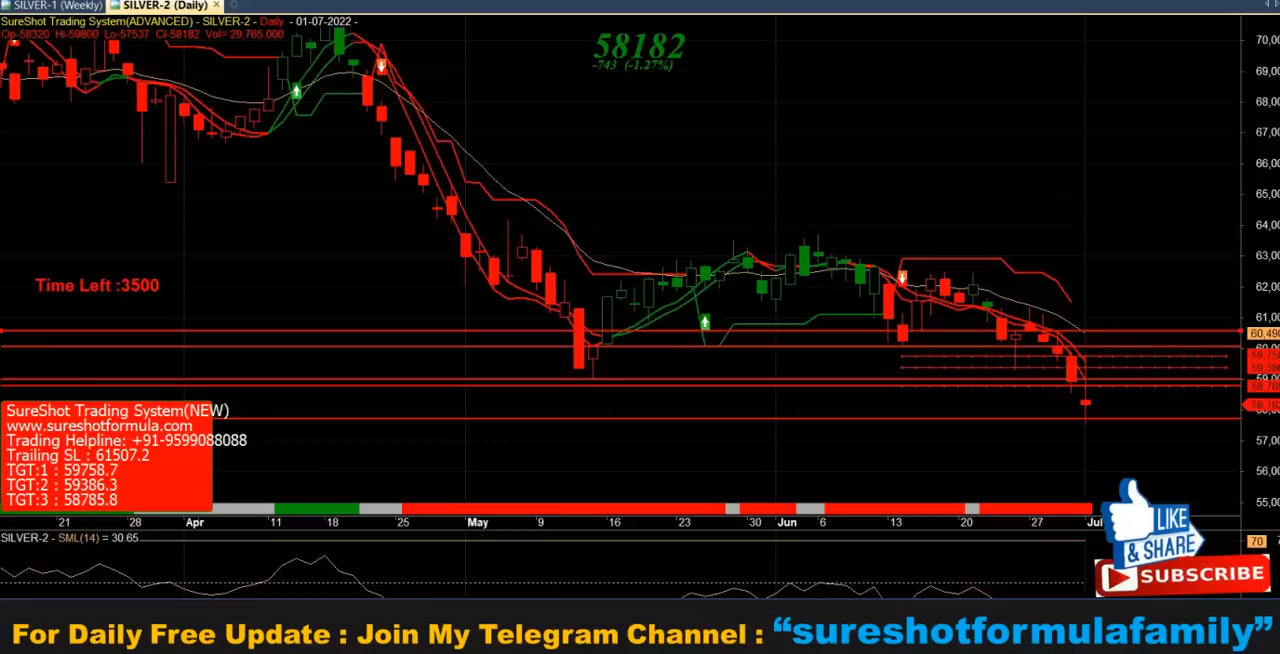 SILVER-1 (Weekly) SILVER-2 (Daily)
SureShot Trading System(ADVANCED) - SILVER-2 - Daily - 01-07-2022 -
Op-58320 Hi-59800 Lo-57537 Cl-58182 Vol= 29,765.000
58182
-743 (-1.27%)
70,00
69,00
68,00
67,00
66,00
65,00
64,00
63,00
62,00
61,00
60,490
59,00
57,00
56,00
55,00
Time Left :3500
SureShot Trading System(NEW)
www.sureshotformula.com
Trading Helpline: +91-9599088088
Trailing SL : 61507.2
TGT:1 : 59758.7
TGT:2 : 59386.3
TGT:3 : 58785.8
21 28 Apr 11 18 25 May 9 16 23 30 Jun 6 13 20 27 Jul
SILVER-2 - SML(14) = 30.65
70
LIKE
& SHARE
SUBSCRIBE
For Daily Free Update : Join My Telegram Channel : “sureshotformulafamily”